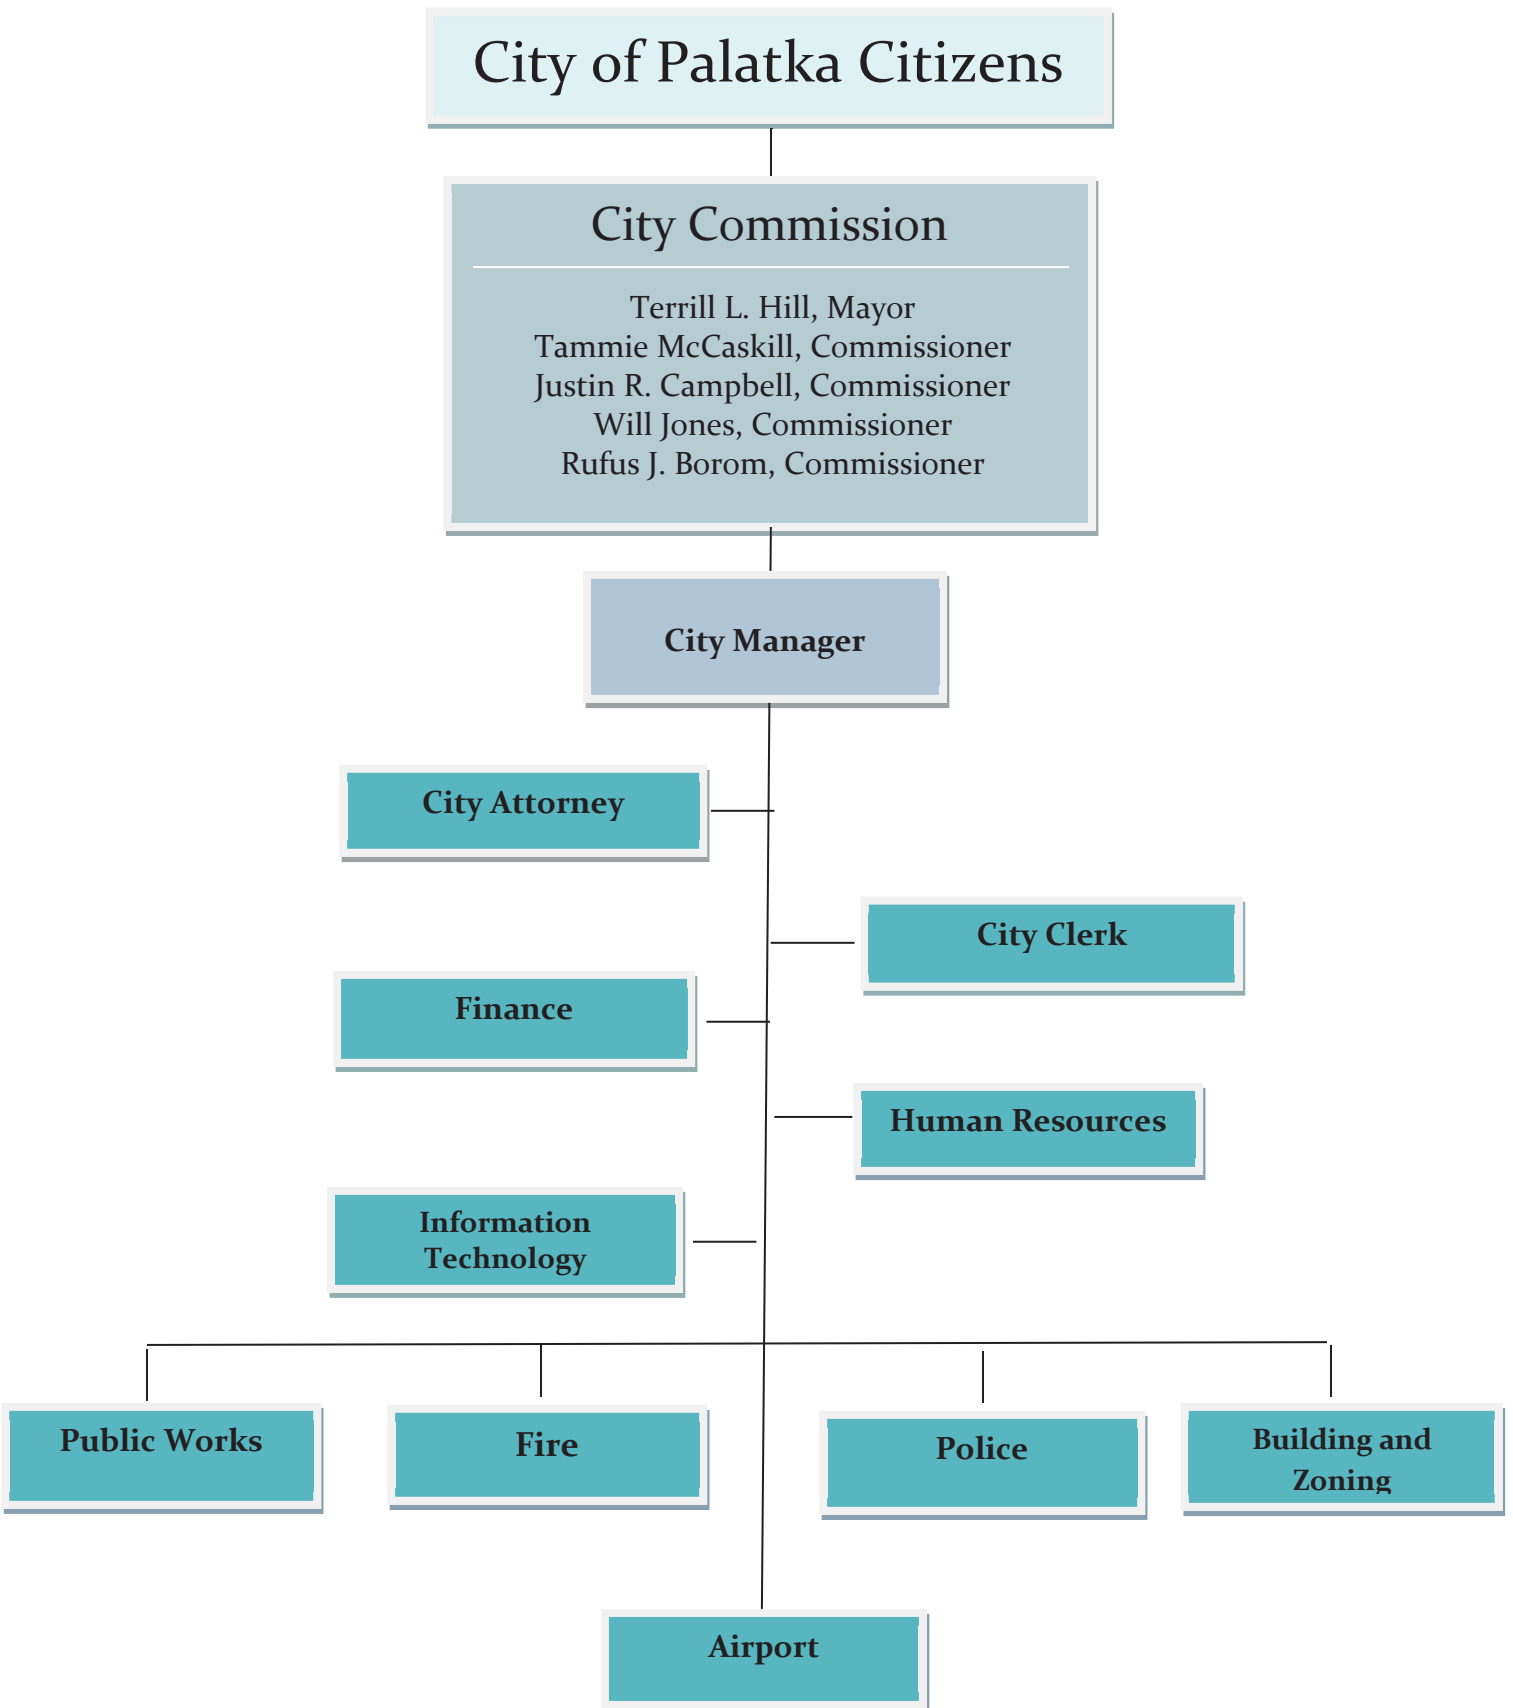 City of Palatka Citizens
City Commission
Terrill L. Hill, Mayor
Tammie McCaskill, Commissioner
Justin R. Campbell, Commissioner
Will Jones, Commissioner
Rufus J. Borom, Commissioner
City Manager
City Attorney
City Clerk
Finance
Human Resources
Information
Technology
Public Works
Fire
Police
Building and
Zoning
Airport